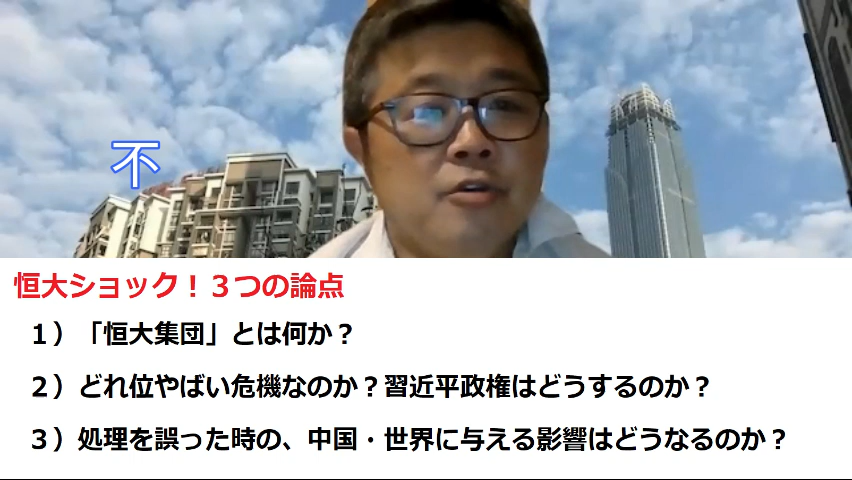 不
恒大ショック！３つの論点
１）「恒大集団」とは何か？
２）どれ位やばい危機なのか？習近平政権はどうするのか？
３）処理を誤った時の、中国・世界に与える影響はどうなるのか？